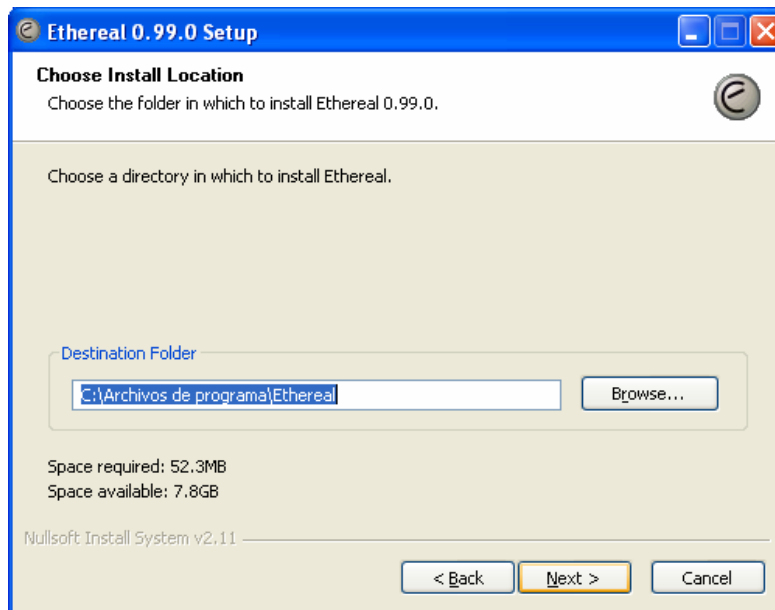 Ethereal 0.99.0 Setup
Choose Install Location
Choose the folder in which to install Ethereal 0.99.0.
Choose a directory in which to install Ethereal.
Destination Folder
C:\Archivos de programa\Ethereal
Browse...
Space required: 52.3MB
Space available: 7.8GB
Nullsoft Install System v2.11
< Back
Next >
Cancel